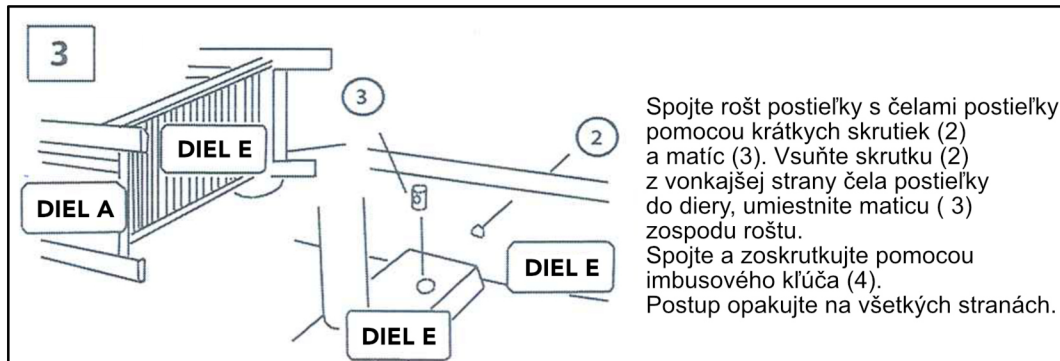 3
3
2
DIEL E
DIEL A
DIEL E
DIEL E
Spojte rošt postieľky s čelami postieľky
pomocou krátkych skrutiek (2)
a matíc (3). Vsuňte skrutku (2)
z vonkajšej strany čela postieľky
do diery, umiestnite maticu ( 3)
zospodu roštu.
Spojte a zoskrutkujte pomocou
imbusového kľúča (4).
Postup opakujte na všetkých stranách.